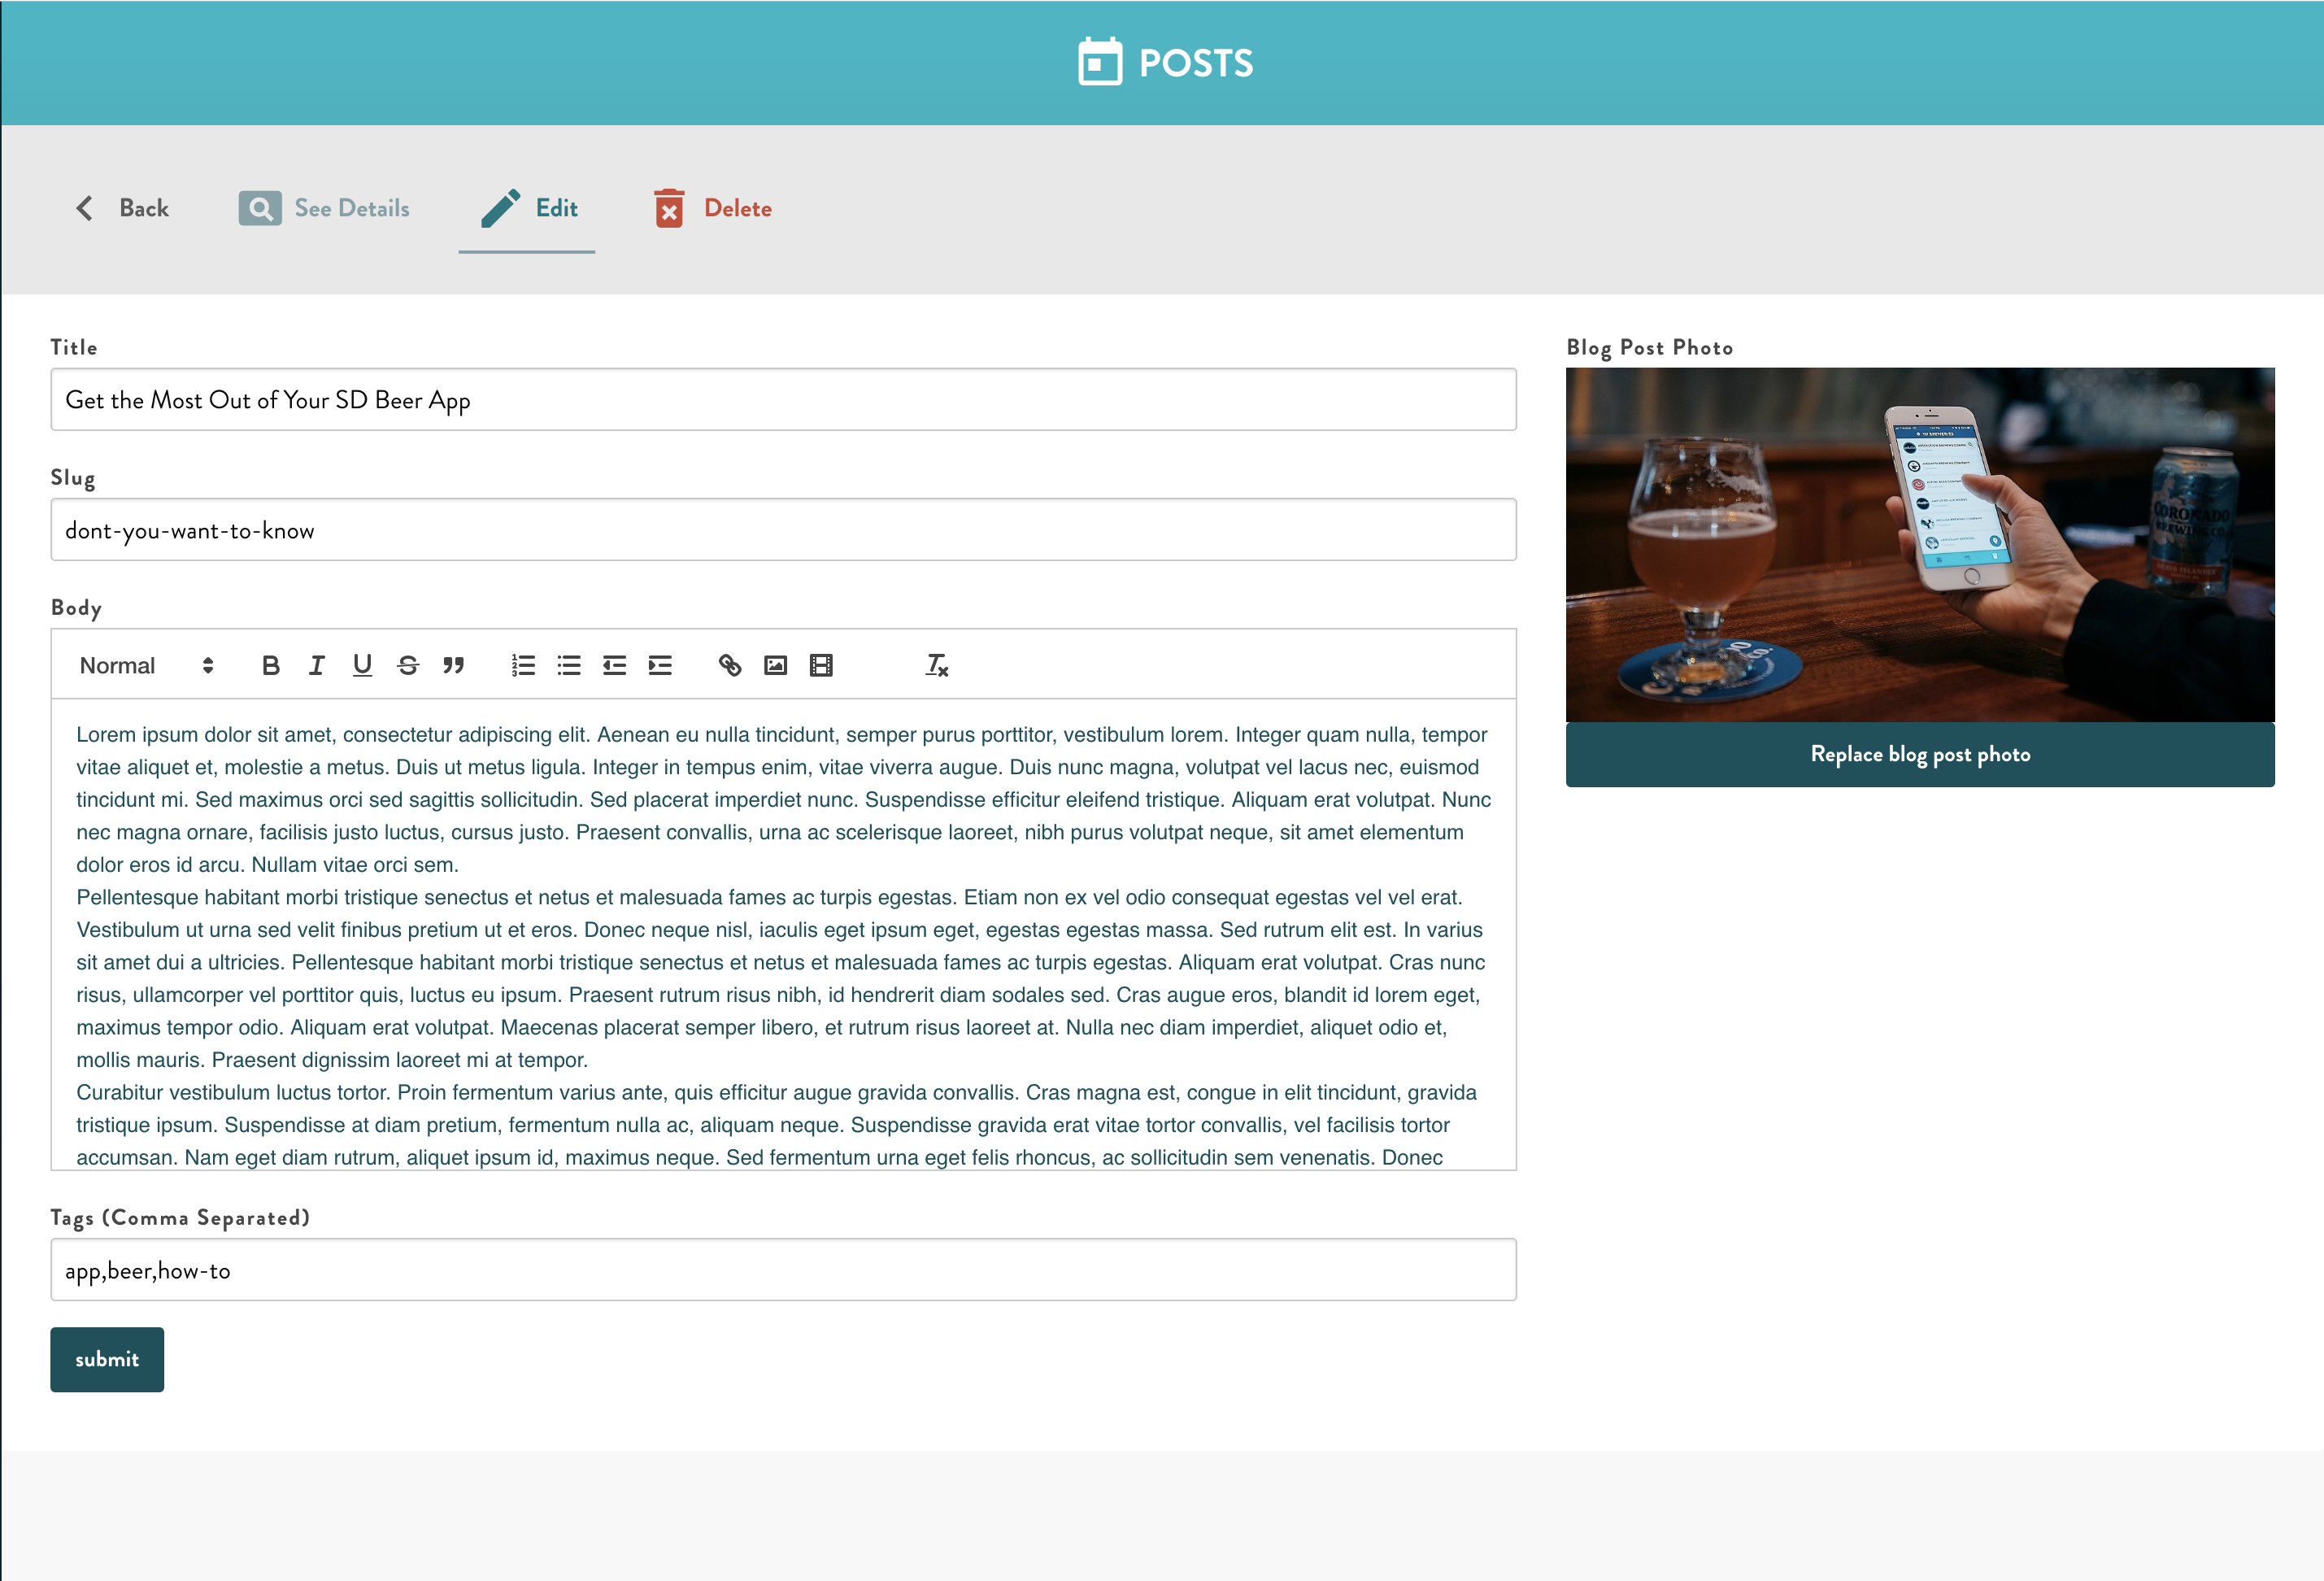 POSTS
Back
See Details
Edit
Delete
Title
Get the Most Out of Your SD Beer App
Slug
dont-you-want-to-know
Body
Normal
Lorem ipsum dolor sit amet, consectetur adipiscing elit. Aenean eu nulla tincidunt, semper purus porttitor, vestibulum lorem. Integer quam nulla, tempor
vitae aliquet et, molestie a metus. Duis ut metus ligula. Integer in tempus enim, vitae viverra augue. Duis nunc magna, volutpat vel lacus nec, euismod
tincidunt mi. Sed maximus orci sed sagittis sollicitudin. Sed placerat imperdiet nunc. Suspendisse efficitur eleifend tristique. Aliquam erat volutpat. Nunc
nec magna ornare, facilisis justo luctus, cursus justo. Praesent convallis, urna ac scelerisque laoreet, nibh purus volutpat neque, sit amet elementum
dolor eros id arcu. Nullam vitae orci sem.
Pellentesque habitant morbi tristique senectus et netus et malesuada fames ac turpis egestas. Etiam non ex vel odio consequat egestas vel vel erat.
Vestibulum ut urna sed velit finibus pretium ut et eros. Donec neque nisl, iaculis eget ipsum eget, egestas egestas massa. Sed rutrum elit est. In varius
sit amet dui a ultricies. Pellentesque habitant morbi tristique senectus et netus et malesuada fames ac turpis egestas. Aliquam erat volutpat. Cras nunc
risus, ullamcorper vel porttitor quis, luctus eu ipsum. Praesent rutrum risus nibh, id hendrerit diam sodales sed. Cras augue eros, blandit id lorem eget,
maximus tempor odio. Aliquam erat volutpat. Maecenas placerat semper libero, et rutrum risus laoreet at. Nulla nec diam imperdiet, aliquet odio et,
mollis mauris. Praesent dignissim laoreet mi at tempor.
Curabitur vestibulum luctus tortor. Proin fermentum varius ante, quis efficitur augue gravida convallis. Cras magna est, congue in elit tincidunt, gravida
tristique ipsum. Suspendisse at diam pretium, fermentum nulla ac, aliquam neque. Suspendisse gravida erat vitae tortor convallis, vel facilisis tortor
accumsan. Nam eget diam rutrum, aliquet ipsum id, maximus neque. Sed fermentum urna eget felis rhoncus, ac sollicitudin sem venenatis. Donec
Tags (Comma Separated)
app,beer,how-to
submit
Blog Post Photo
CORONADO
BREWING CO.
Replace blog post photo